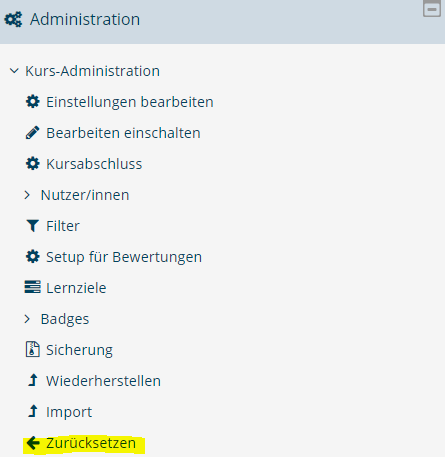 Administration
Kurs-Administration
Einstellungen bearbeiten
Bearbeiten einschalten
Kursabschluss
Nutzer/innen
Filter
Setup für Bewertungen
Lernziele
Badges
Sicherung
Wiederherstellen
Import
Zurücksetzen